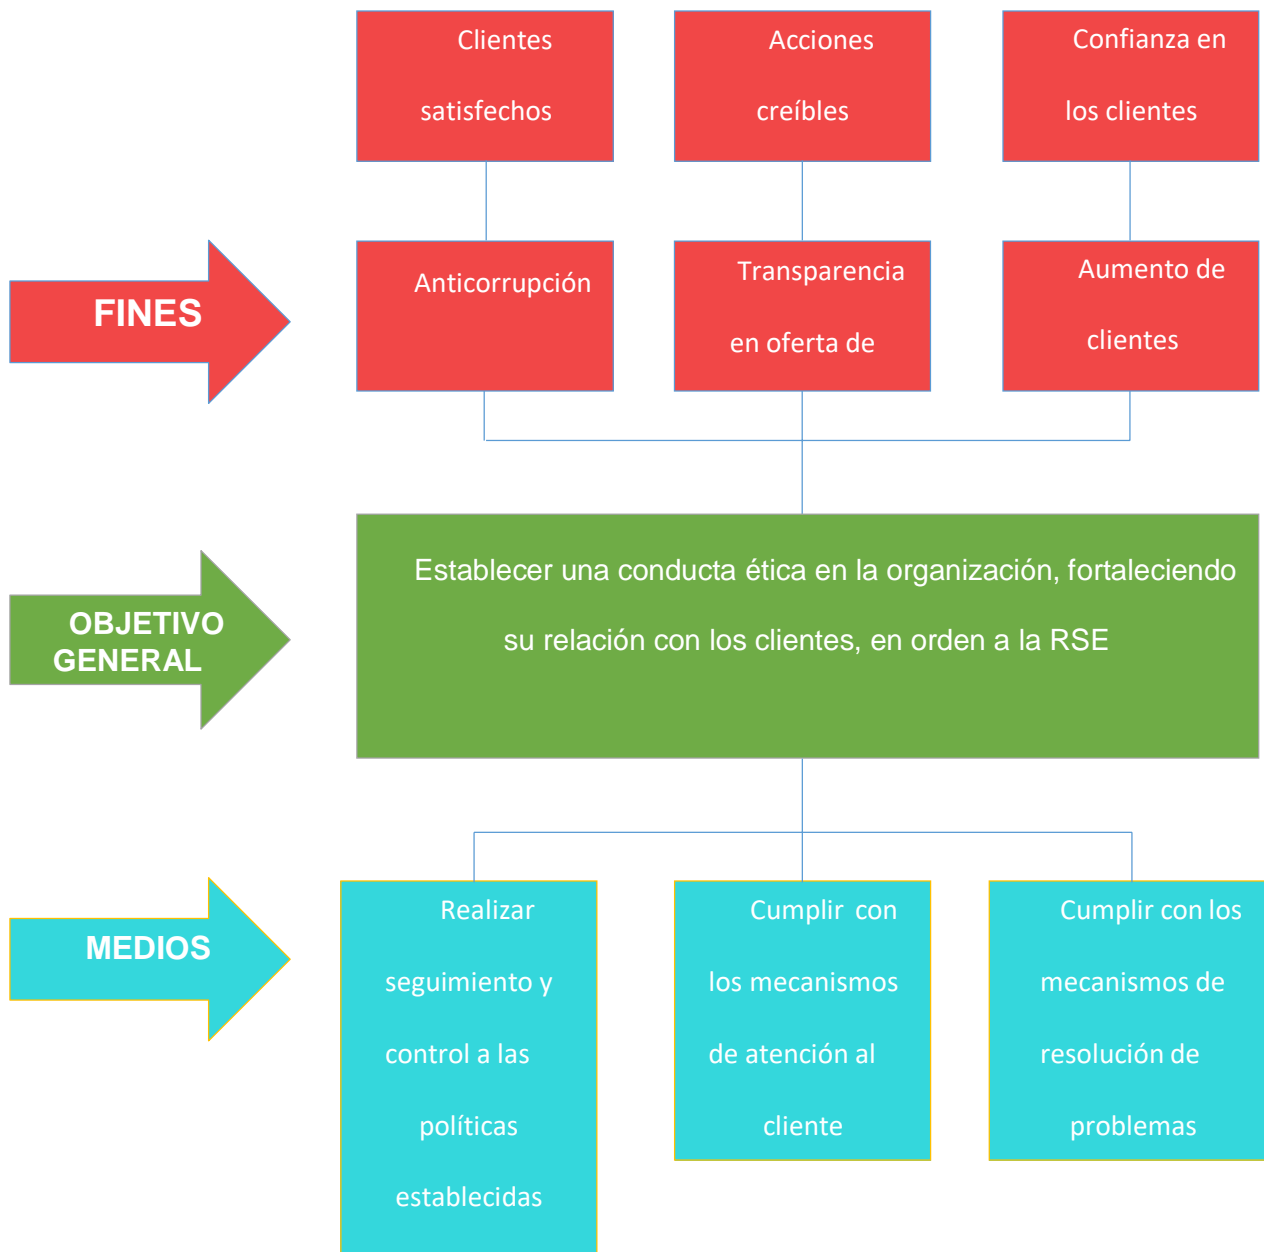 Clientes
satisfechos
Acciones
creíbles
Confianza en
los clientes
FINES
Anticorrupción
Transparencia
en oferta de
Aumento de
clientes
OBJETIVO
GENERAL
Establecer una conducta ética en la organización, fortaleciendo
su relación con los clientes, en orden a la RSE
MEDIOS
Realizar
seguimiento y
control a las
políticas
establecidas
Cumplir con
los mecanismos
de atención al
cliente
Cumplir con los
mecanismos de
resolución de
problemas